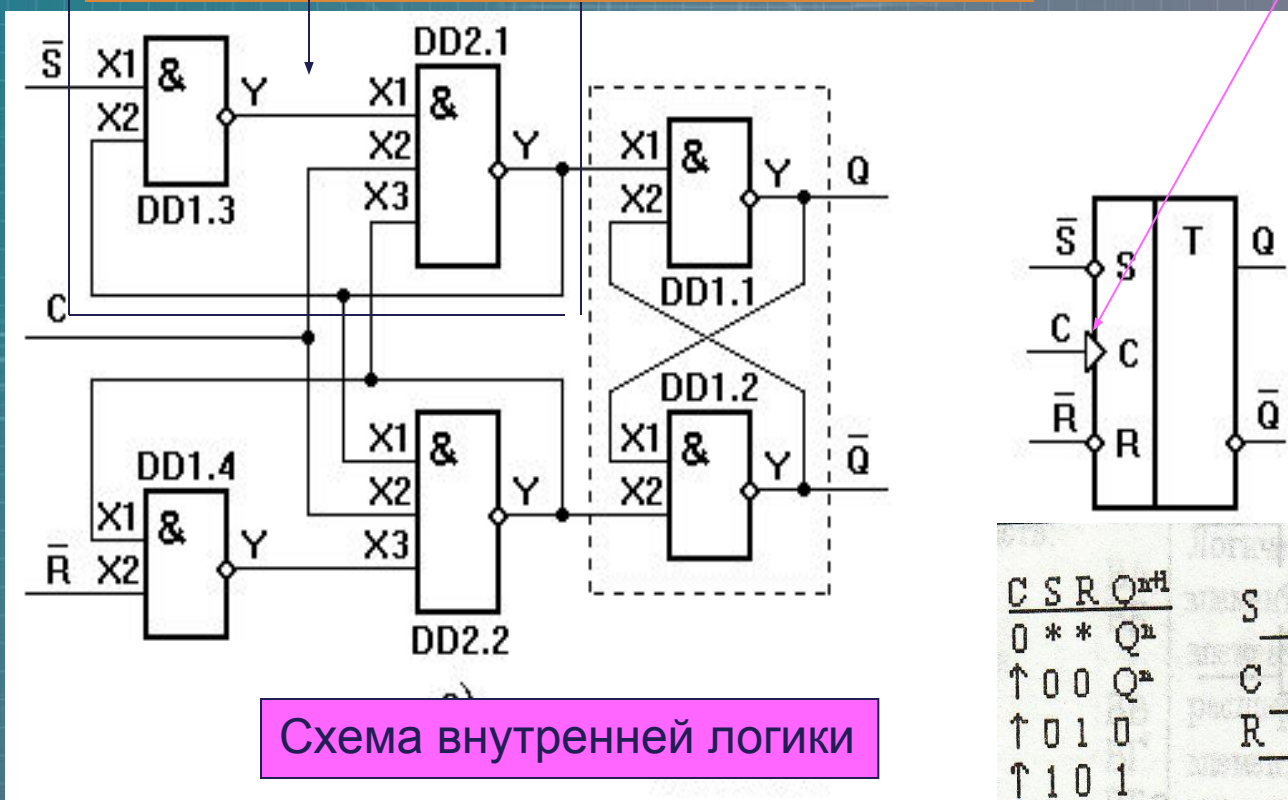 S̅ X1 & Y
X2
DD1.3
DD2.1
X1 & Y
X2
X3
X1 & Y Q
X2
DD1.1
C
DD1.2
X1 & Y Q̅
X2
DD1.4
X1 & Y
R̅ X2
X1 & Y
X2
X3
DD2.2
Схема внутренней логики
S̅ S T Q
C C
R̅ R Q̅
C S R Qⁿ⁺¹
0 * * Qⁿ
↑ 0 0 Qⁿ
↑ 0 1 0
↑ 1 0 1
S
C
R